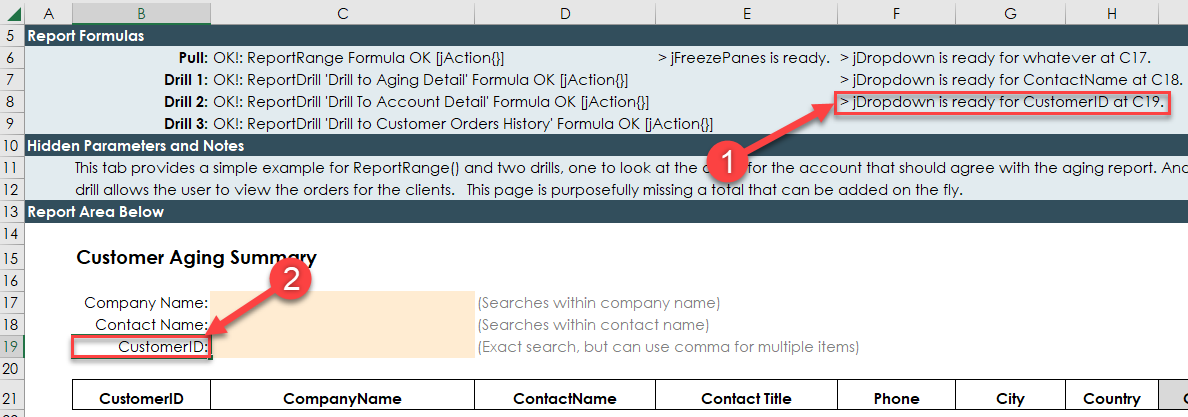 A B C D E F G H
5 Report Formulas
6 Pull: OK!: ReportRange Formula OK [jAction{}] > jFreezePanes is ready. > jDropdown is ready for whatever at C17.
7 Drill 1: OK!: ReportDrill 'Drill to Aging Detail' Formula OK [jAction{}] > jDropdown is ready for ContactName at C18.
8 Drill 2: OK!: ReportDrill 'Drill To Account Detail' Formula OK [jAction{}] > jDropdown is ready for CustomerID at C19.
9 Drill 3: OK!: ReportDrill 'Drill to Customer Orders History' Formula OK [jAction{}]
10 Hidden Parameters and Notes
1
11 This tab provides a simple example for ReportRange() and two drills, one to look at the for the account that should agree with the aging report. And
12 drill allows the user to view the orders for the clients. This page is purposefully missing a total that can be added on the fly.
13 Report Area Below
14
15 Customer Aging Summary
16
2
17 Company Name: (Searches within company name)
18 Contact Name: (Searches within contact name)
19 CustomerID: (Exact search, but can use comma for multiple items)
20
21 CustomerID CompanyName ContactName Contact Title Phone City Country